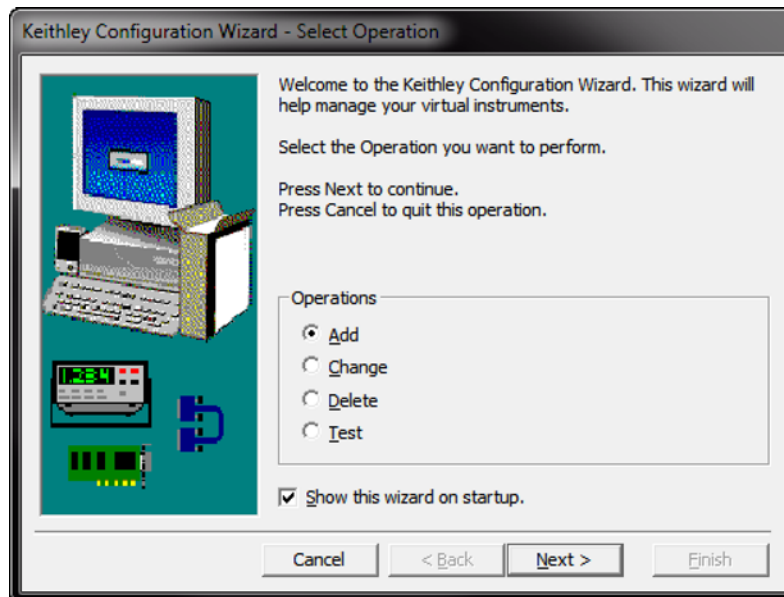 Keithley Configuration Wizard - Select Operation
Welcome to the Keithley Configuration Wizard. This wizard will
help manage your virtual instruments.
Select the Operation you want to perform.
Press Next to continue.
Press Cancel to quit this operation.
1.234
Operations
Add
Change
Delete
Test
Show this wizard on startup.
Cancel
< Back
Next >
Finish